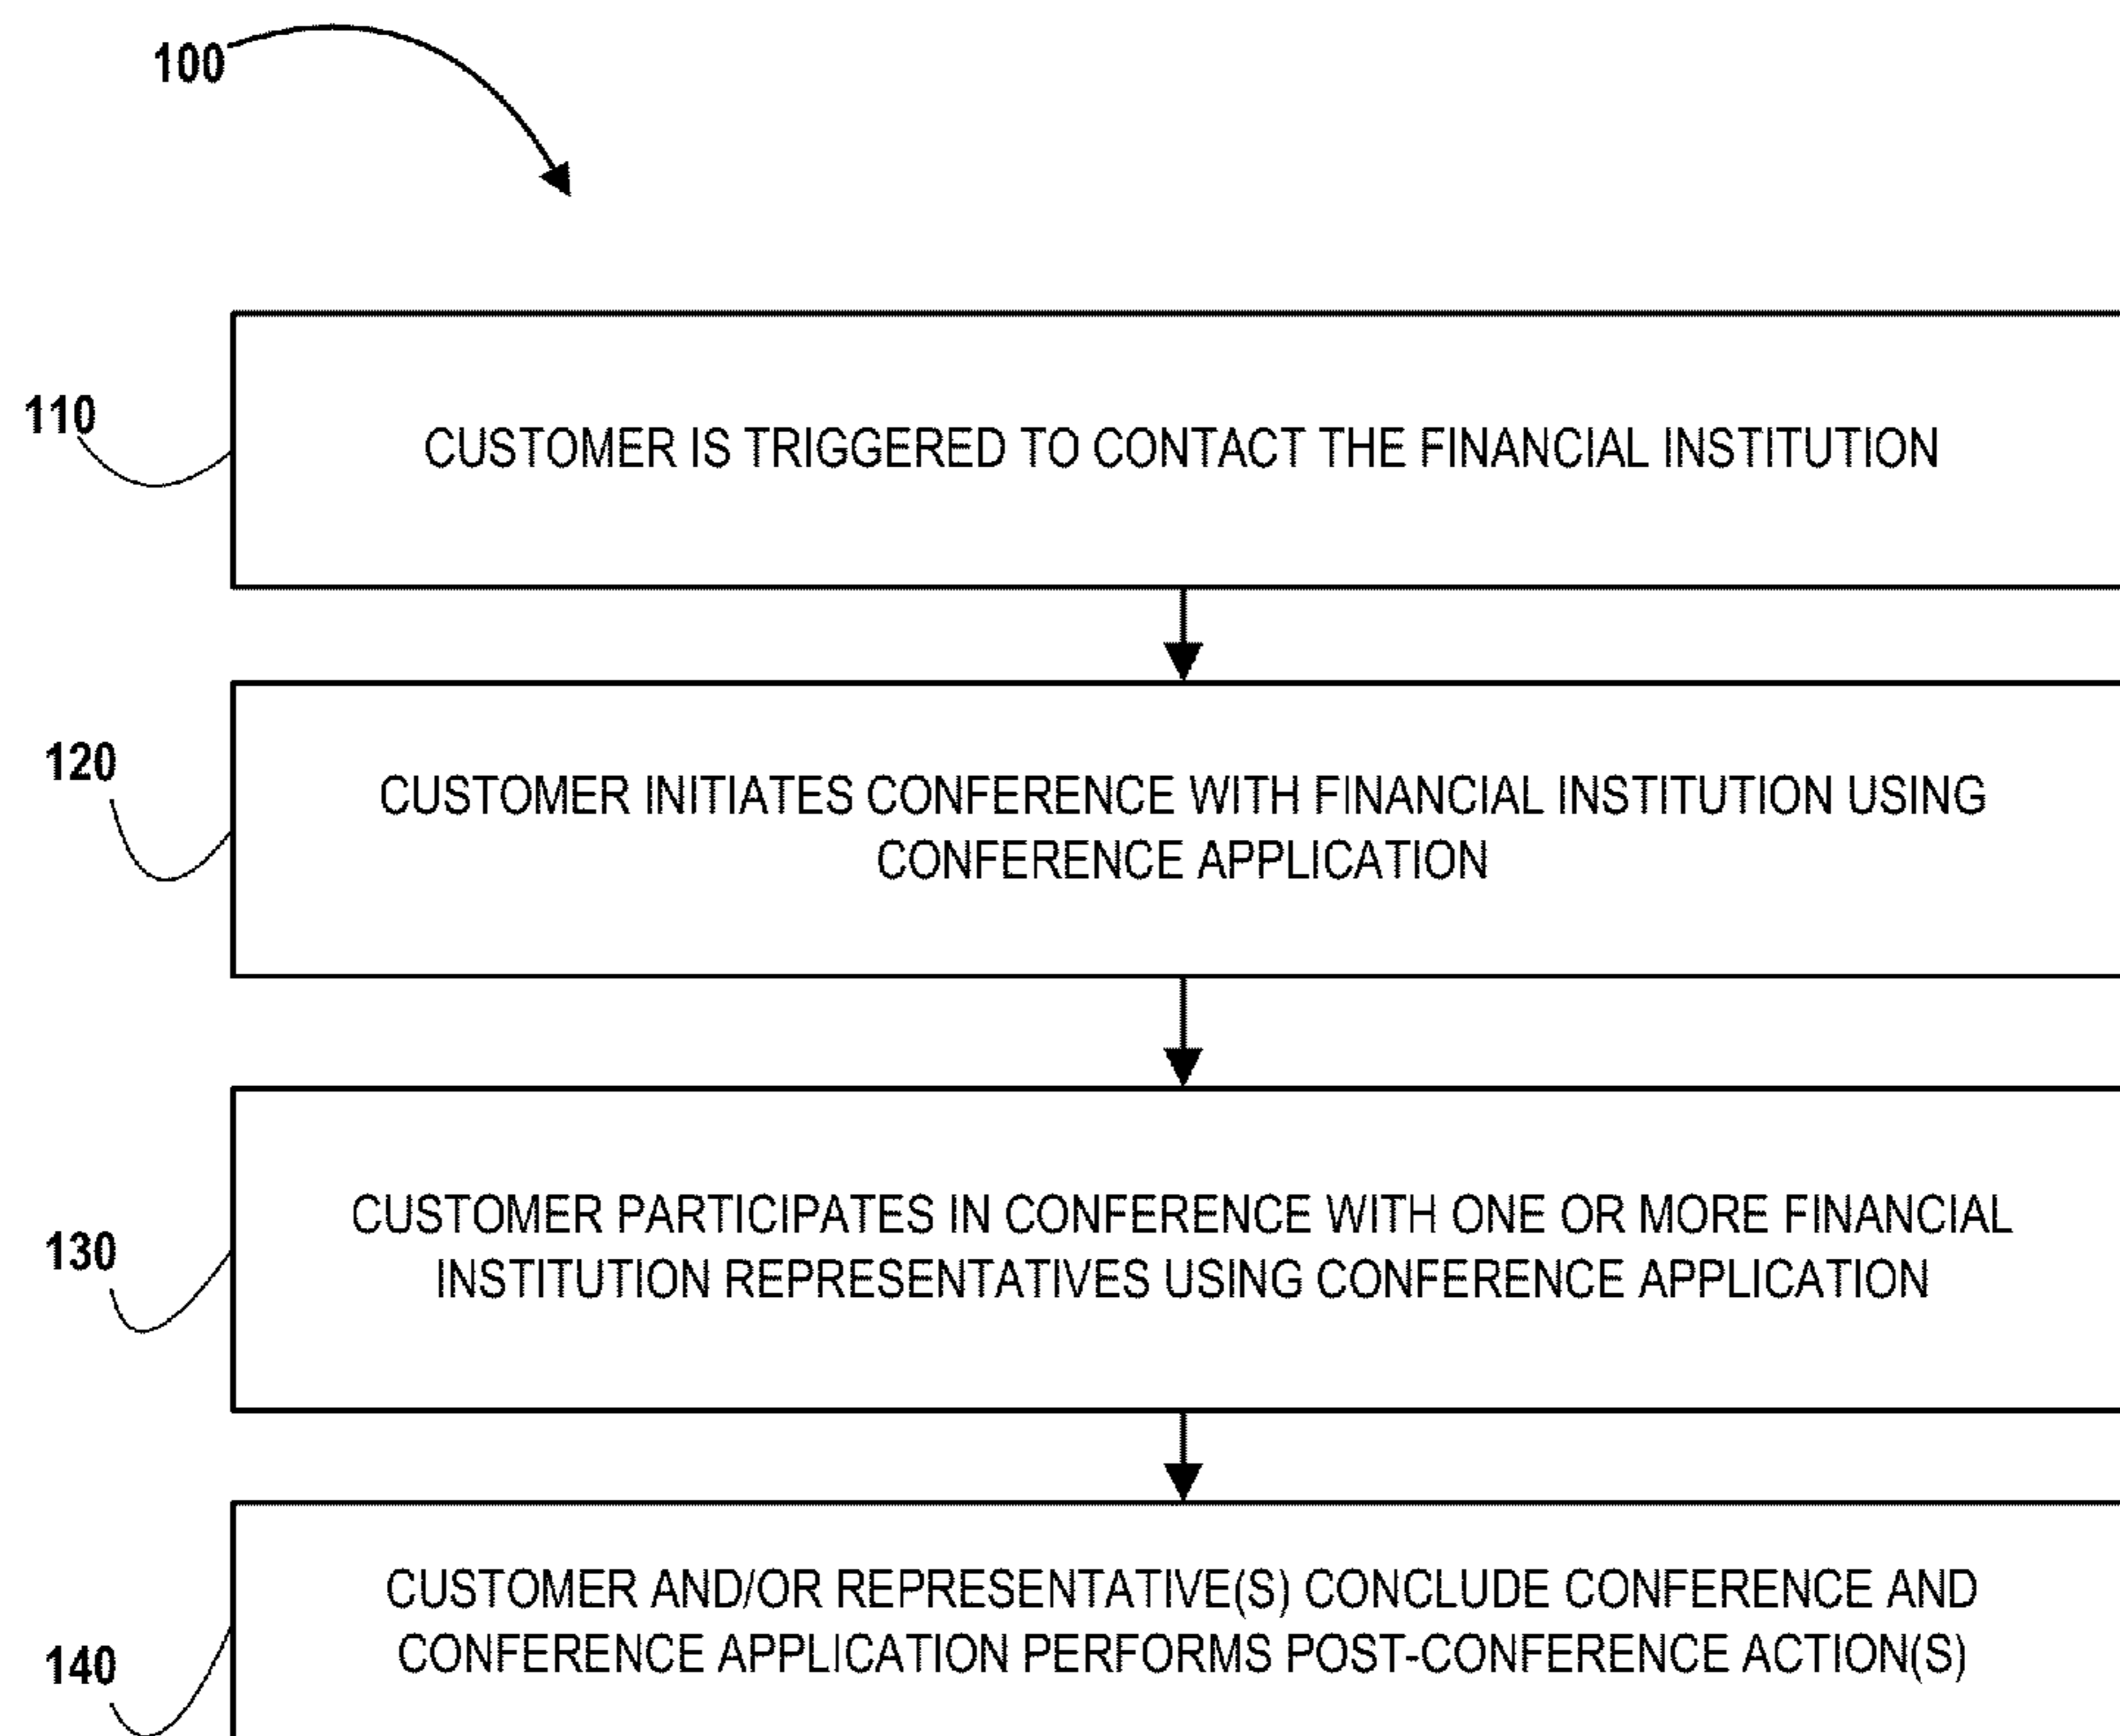 100
110
CUSTOMER IS TRIGGERED TO CONTACT THE FINANCIAL INSTITUTION
120
CUSTOMER INITIATES CONFERENCE WITH FINANCIAL INSTITUTION USING
CONFERENCE APPLICATION
130
CUSTOMER PARTICIPATES IN CONFERENCE WITH ONE OR MORE FINANCIAL
INSTITUTION REPRESENTATIVES USING CONFERENCE APPLICATION
140
CUSTOMER AND/OR REPRESENTATIVE(S) CONCLUDE CONFERENCE AND
CONFERENCE APPLICATION PERFORMS POST-CONFERENCE ACTION(S)